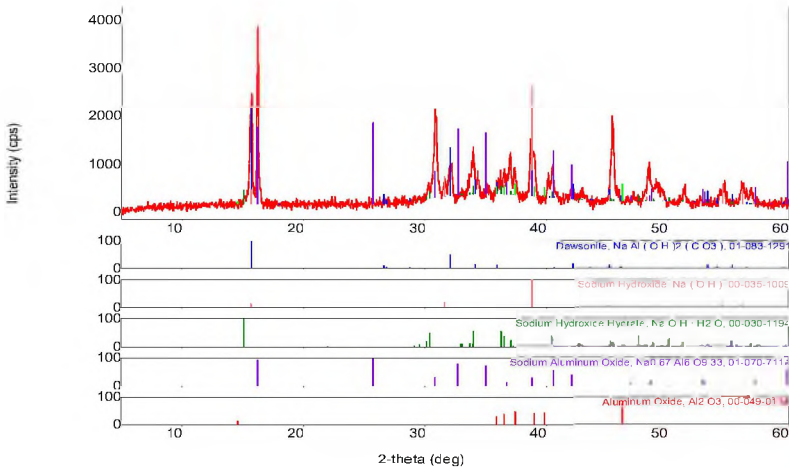 4000
3000
2000
1000
0
Intensity (cps)
10 20 30 40 50 60
100
0
Dawsonite, Na Al ( O H )2 ( C O3 ), 01-083-1291
100
0
Sodium Hydroxide, Na ( O H ) 00-035-1009
100
0
Sodium Hydroxide Hydrate, Na O H · H2 O, 00-030-1194
100
0
Sodium Aluminum Oxide, 67 Al6 O9 33, 01-070-7117
100
0
Aluminum Oxide, Al2 O3, 00-049-01
10 20 30 40 50 60
2-theta (deg)